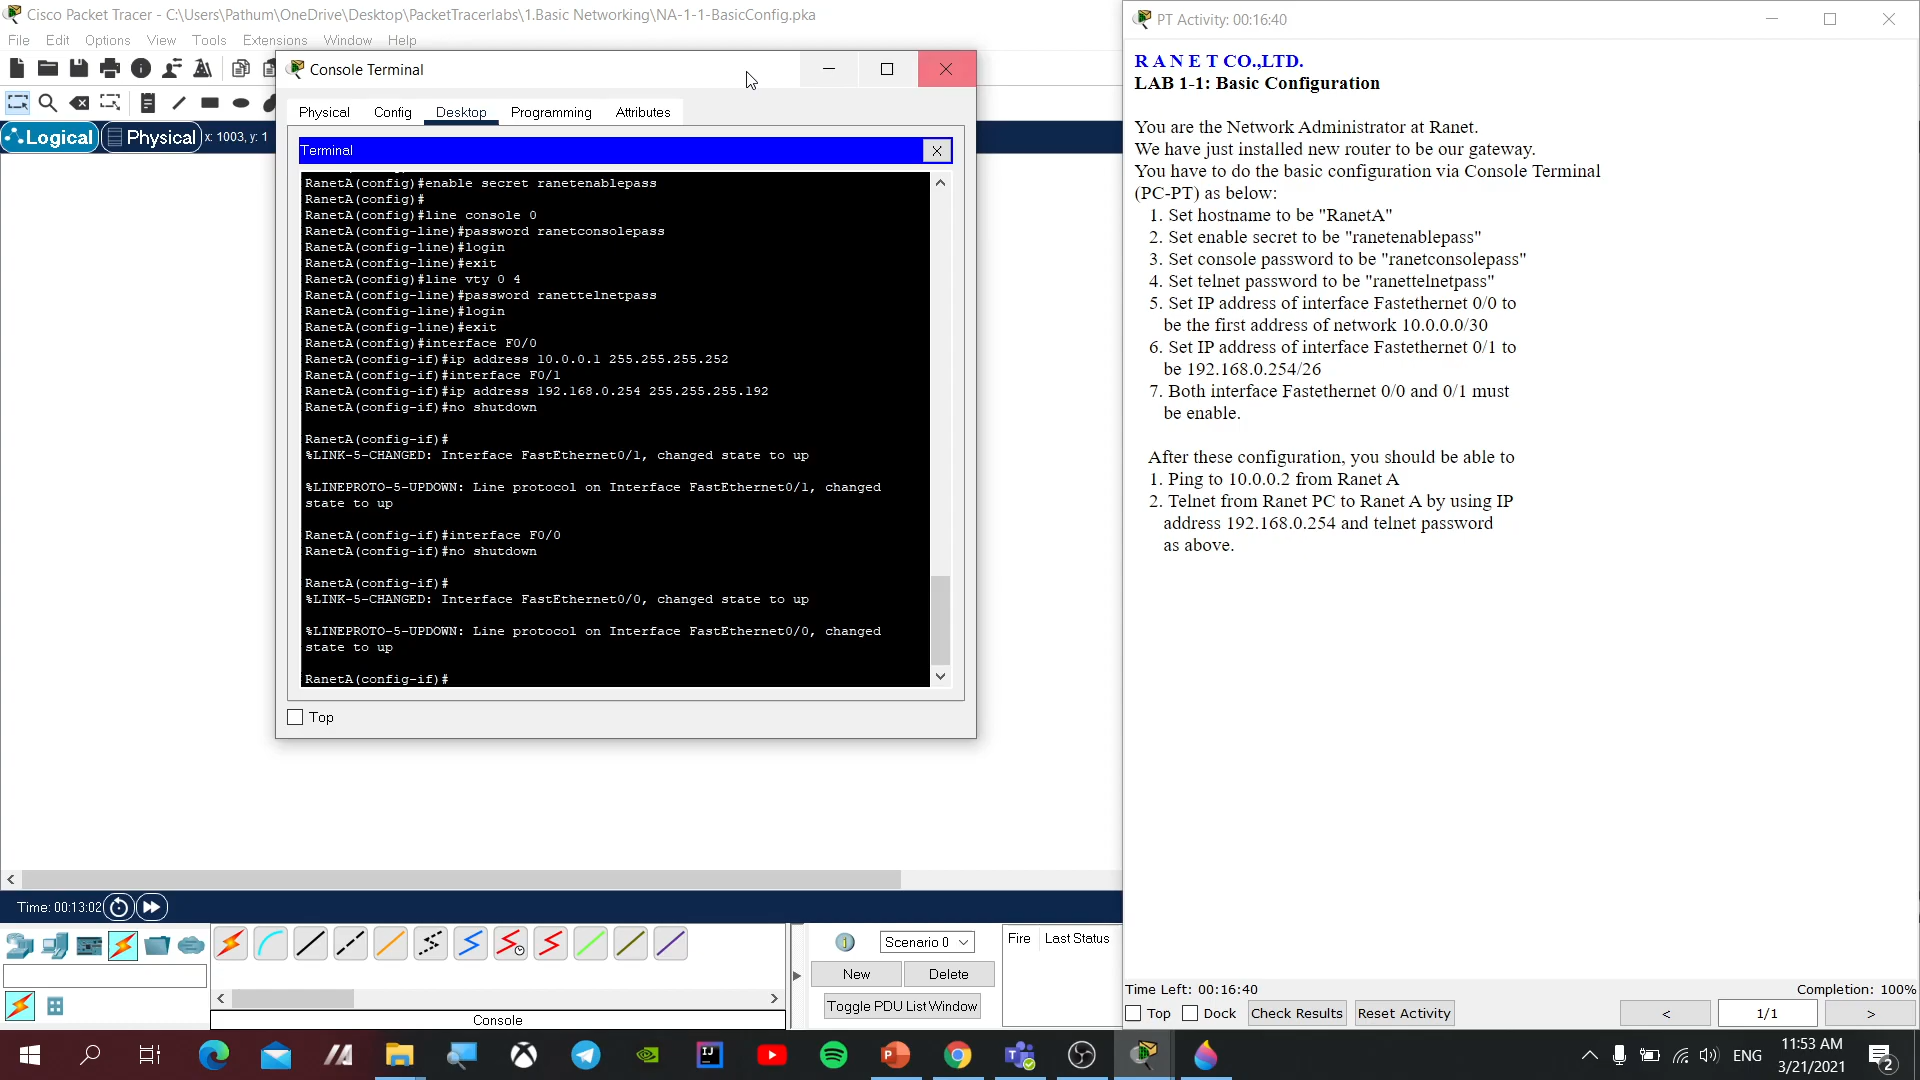 Cisco Packet Tracer - C:\Users\Pathum\OneDrive\Desktop\PacketTracerlabs\1.Basic Networking\NA-1-1-BasicConfig.pka
File Edit Options View Tools Extensions Window Help
Logical Physical x: 1003, y: 1
Console Terminal
Physical Config Desktop Programming Attributes
Terminal
X
RanetA(config)#enable secret ranetenablepass
RanetA(config)#
RanetA(config)#line console 0
RanetA(config-line)#password ranetconsolepass
RanetA(config-line)#login
RanetA(config-line)#exit
RanetA(config)#line vty 0 4
RanetA(config-line)#password ranettelnetpass
RanetA(config-line)#login
RanetA(config-line)#exit
RanetA(config)#interface F0/0
RanetA(config-if)#ip address 10.0.0.1 255.255.255.252
RanetA(config-if)#interface F0/1
RanetA(config-if)#ip address 192.168.0.254 255.255.255.192
RanetA(config-if)#no shutdown
RanetA(config-if)#
%LINK-5-CHANGED: Interface FastEthernet0/1, changed state to up
%LINEPROTO-5-UPDOWN: Line protocol on Interface FastEthernet0/1, changed
state to up
RanetA(config-if)#interface F0/0
RanetA(config-if)#no shutdown
RanetA(config-if)#
%LINK-5-CHANGED: Interface FastEthernet0/0, changed state to up
%LINEPROTO-5-UPDOWN: Line protocol on Interface FastEthernet0/0, changed
state to up
RanetA(config-if)#
Top
Time: 00:13:02
Console
Scenario 0
New Delete
Toggle PDU List Window
Fire Last Status
PT Activity: 00:16:40
R A N E T CO.,LTD.
LAB 1-1: Basic Configuration
You are the Network Administrator at Ranet.
We have just installed new router to be our gateway.
You have to do the basic configuration via Console Terminal
(PC-PT) as below:
1. Set hostname to be "RanetA"
2. Set enable secret to be "ranetenablepass"
3. Set console password to be "ranetconsolepass"
4. Set telnet password to be "ranettelnetpass"
5. Set IP address of interface Fastethernet 0/0 to
be the first address of network 10.0.0.0/30
6. Set IP address of interface Fastethernet 0/1 to
be 192.168.0.254/26
7. Both interface Fastethernet 0/0 and 0/1 must
be enable.
After these configuration, you should be able to
1. Ping to 10.0.0.2 from Ranet A
2. Telnet from Ranet PC to Ranet A by using IP
address 192.168.0.254 and telnet password
as above.
Time Left: 00:16:40 Completion: 100%
Top Dock Check Results Reset Activity < 1/1 >
ENG
11:53 AM
3/21/2021
2